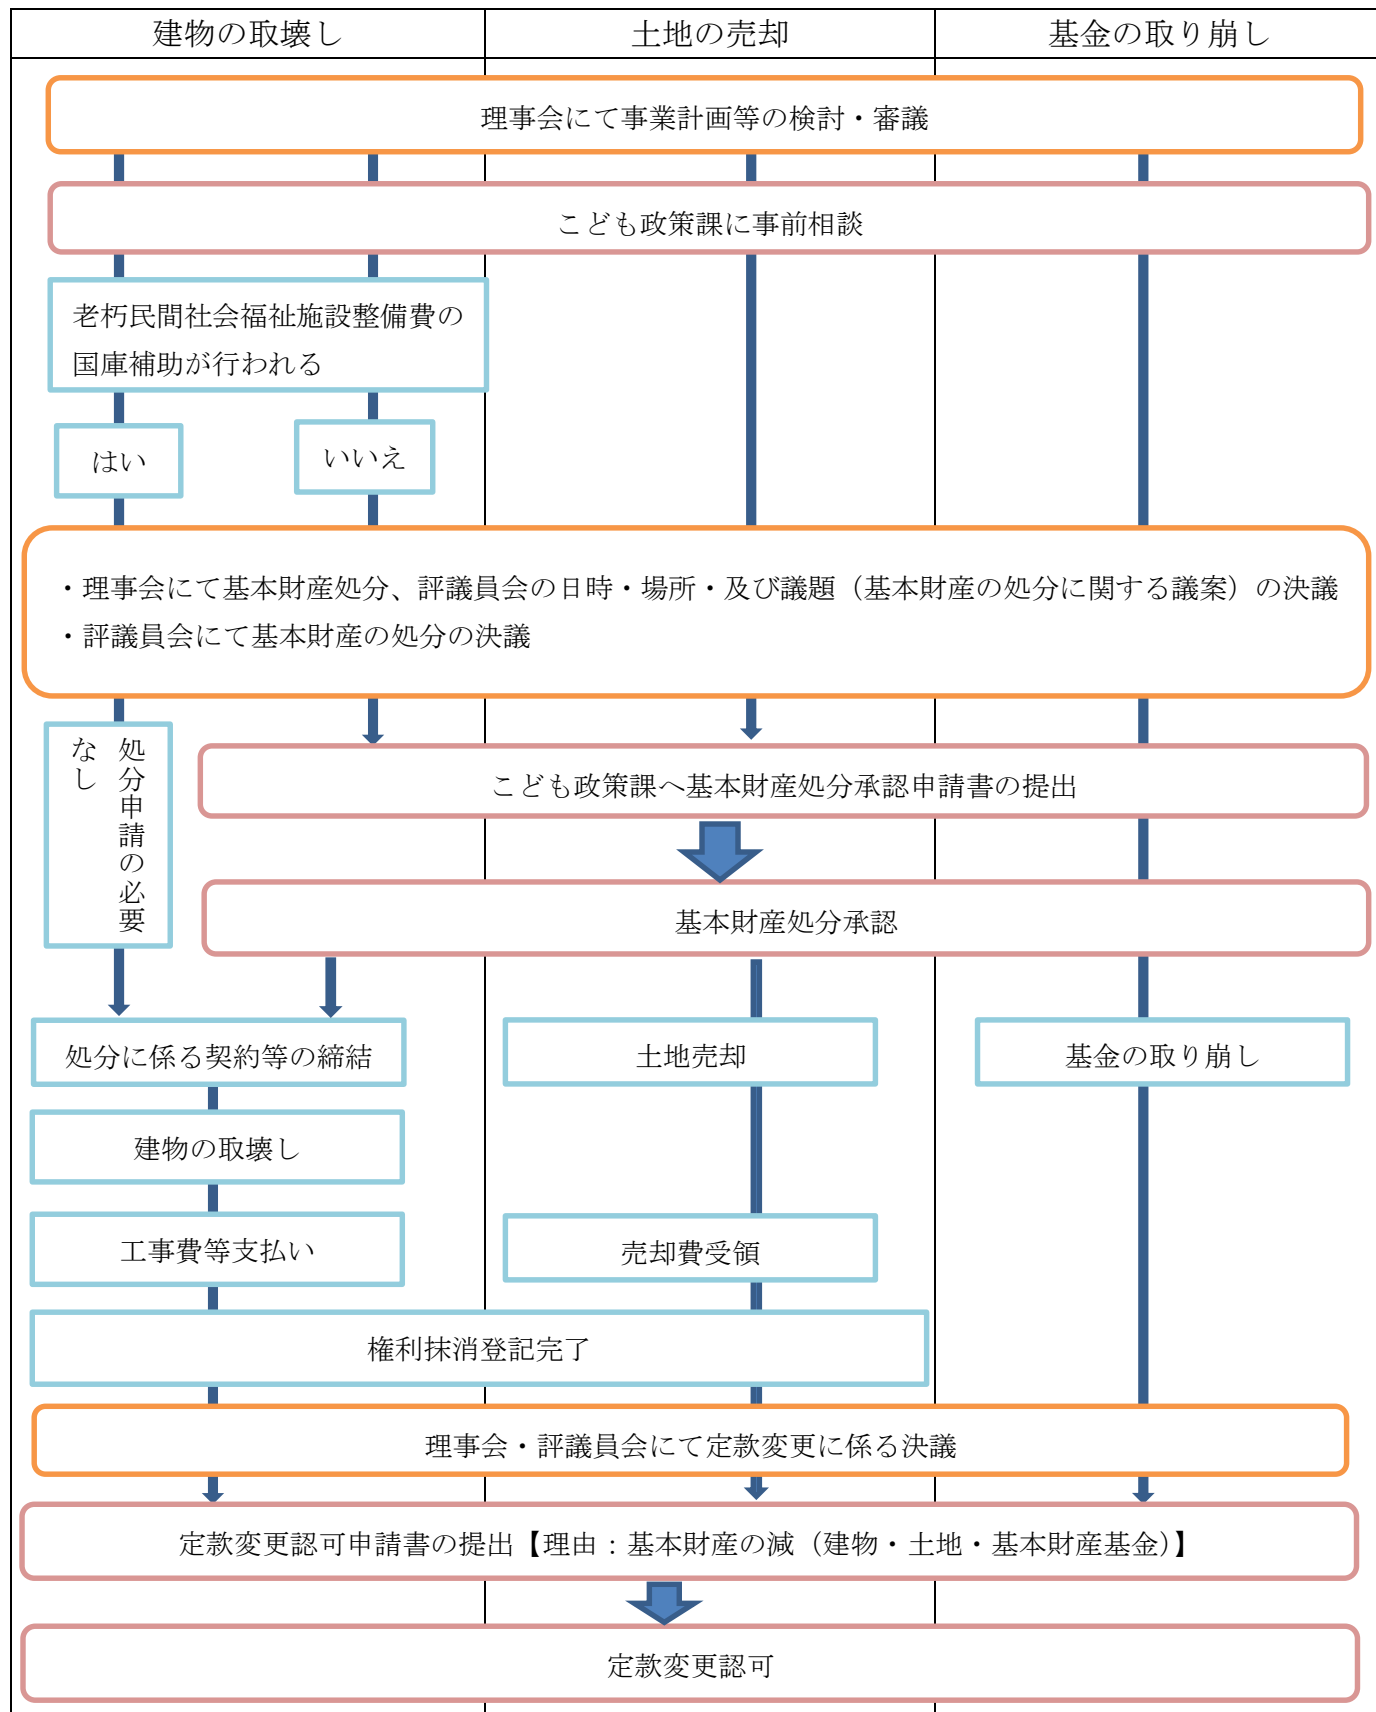 建物の取壊し
土地の売却
基金の取り崩し
理事会にて事業計画等の検討・審議
こども政策課に事前相談
老朽民間社会福祉施設整備費の
国庫補助が行われる
はい
いいえ
・理事会にて基本財産処分、評議員会の日時・場所・及び議題（基本財産の処分に関する議案）の決議
・評議員会にて基本財産の処分の決議
処分申請の必要
なし
こども政策課へ基本財産処分承認申請書の提出
基本財産処分承認
処分に係る契約等の締結
土地売却
基金の取り崩し
建物の取壊し
工事費等支払い
売却費受領
権利抹消登記完了
理事会・評議員会にて定款変更に係る決議
定款変更認可申請書の提出【理由：基本財産の減（建物・土地・基本財産基金）】
定款変更認可